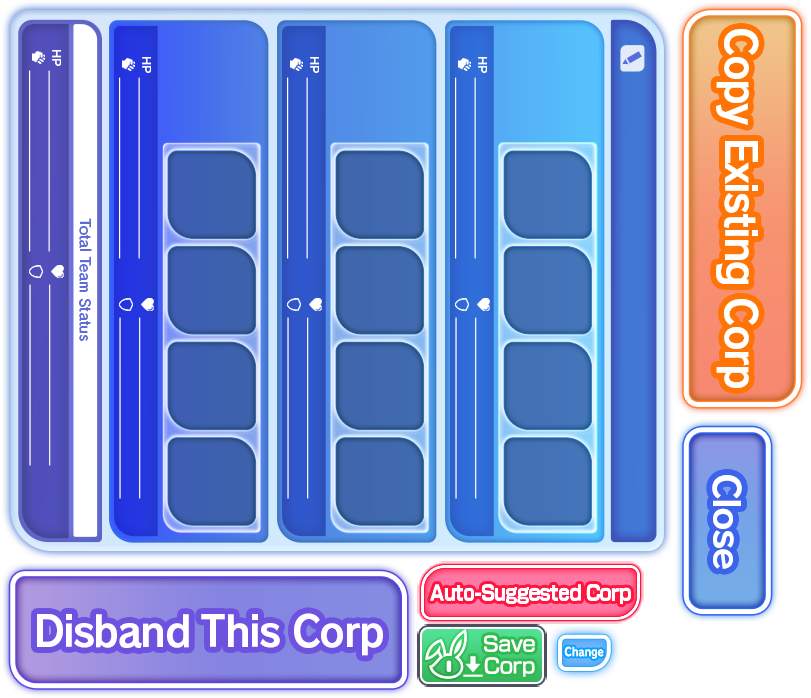 HP
HP
HP
HP
Total Team Status
Copy Existing Corp
Close
Disband This Corp
Auto-Suggested Corp
Save
Corp
Change